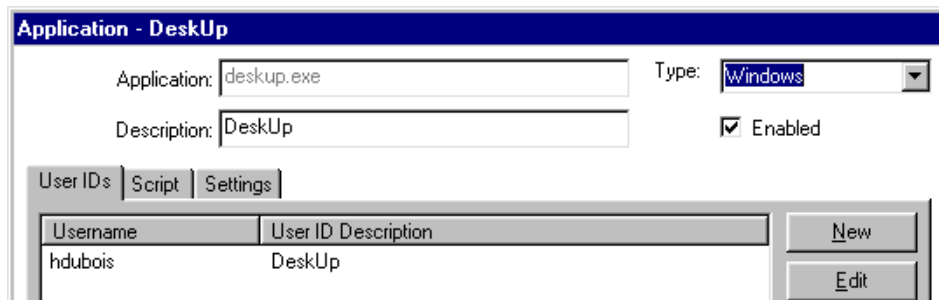 Application - DeskUp
Application: deskup.exe Type: Windows
Description: DeskUp Enabled
User IDs Script Settings
Username User ID Description New
hdubois DeskUp
Edit